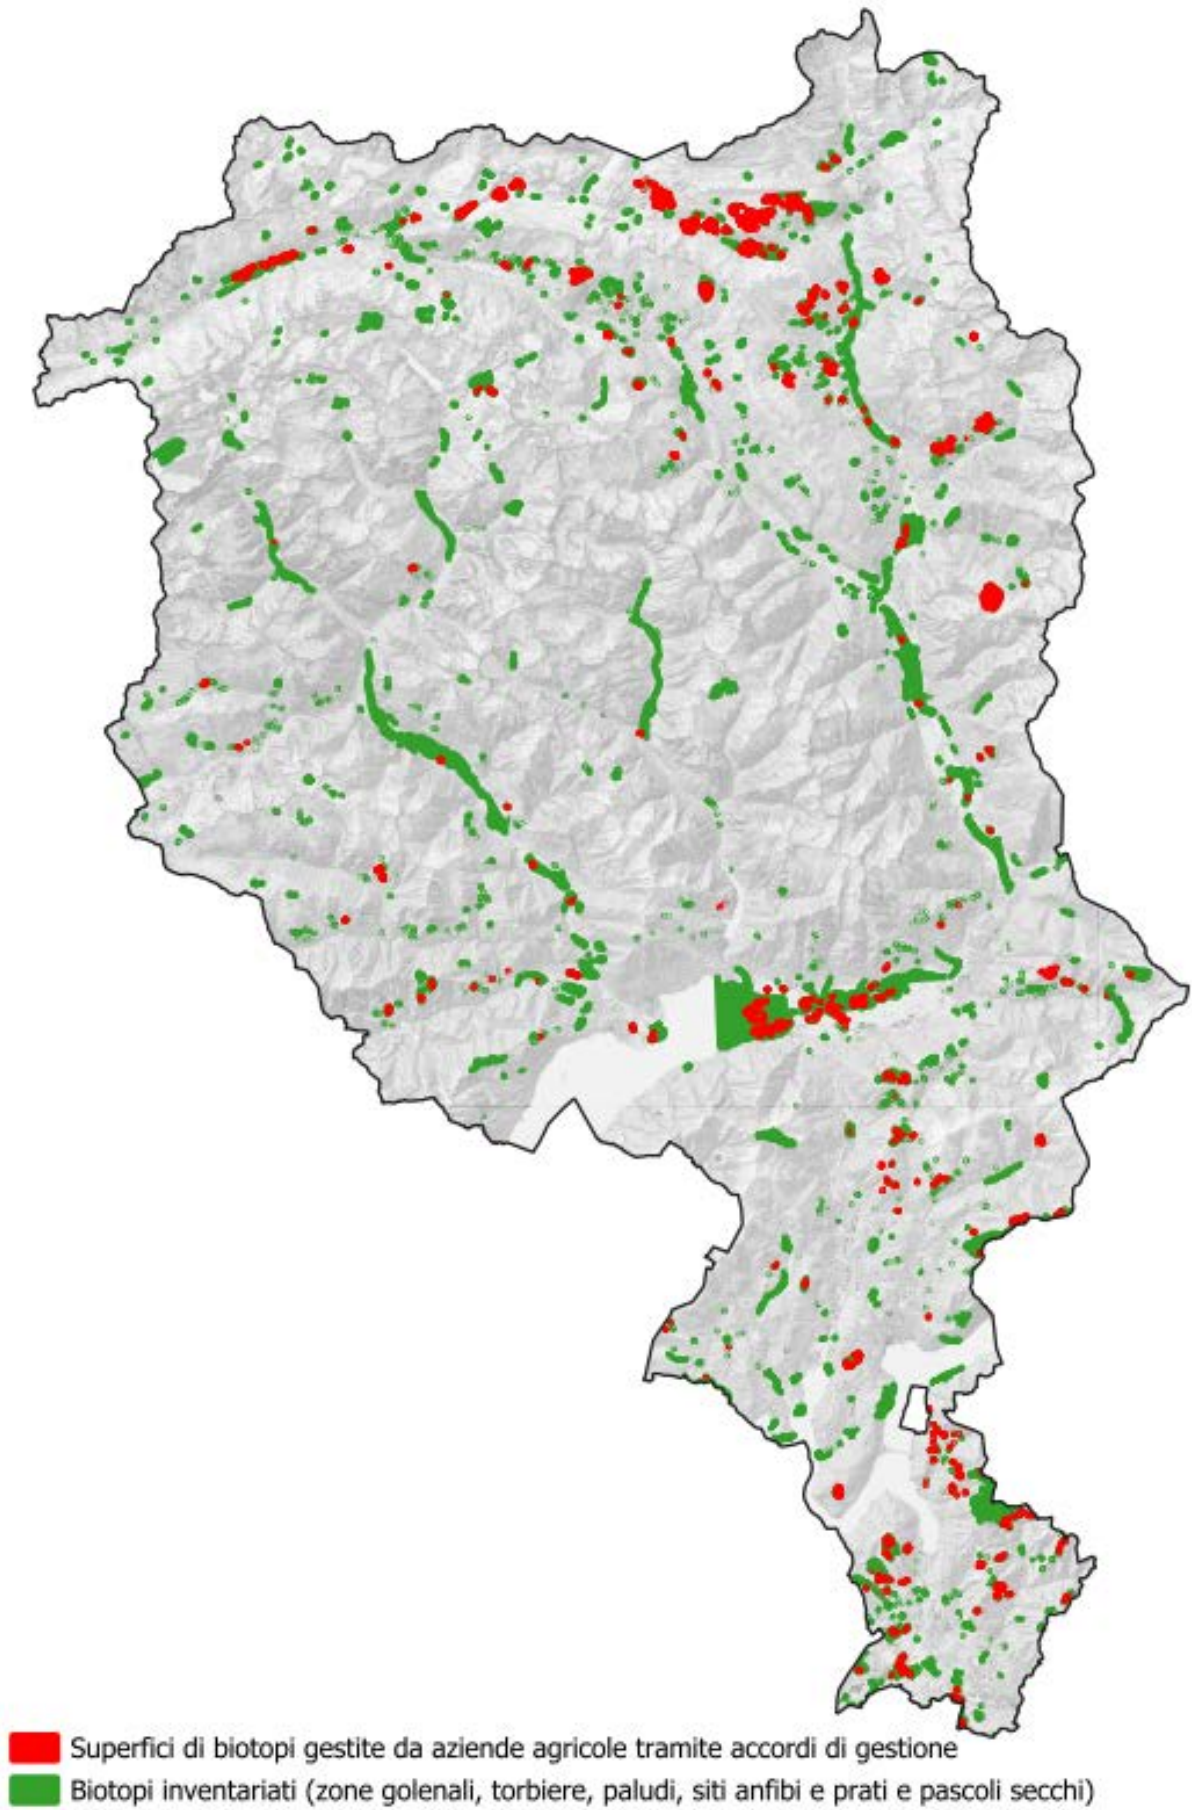 Superfici di biotopi gestite da aziende agricole tramite accordi di gestione
Biotopi inventariati (zone golenali, torbiere, paludi, siti anfibi e prati e pascoli secchi)